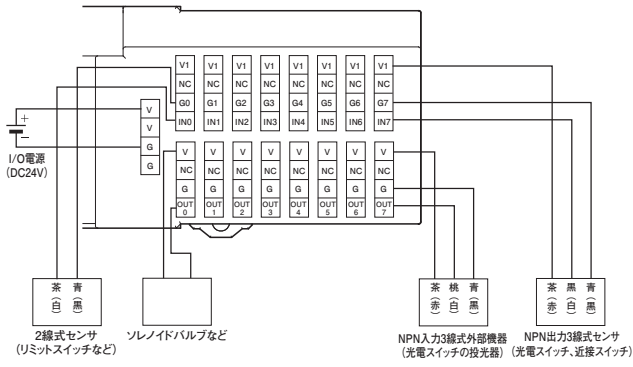 V1 V1 V1 V1 V1 V1 V1 V1
NC NC NC NC NC NC NC NC
G0 G1 G2 G3 G4 G5 G6 G7
IN0 IN1 IN2 IN3 IN4 IN5 IN6 IN7
+
−
V
V
G
G
I/O電源
(DC24V)
V V V V V V V V
NC NC NC NC NC NC NC NC
G G G G G G G G
OUT0 OUT1 OUT2 OUT3 OUT4 OUT5 OUT6 OUT7
茶(白) 青(黒)
2線式センサ
(リミットスイッチなど)
ソレノイドバルブなど
茶(赤) 桃(白) 青(黒)
NPN入力3線式外部機器
(光電スイッチの投光器)
茶(赤) 黒(白) 青(黒)
NPN出力3線式センサ
(光電スイッチ、近接スイッチ)